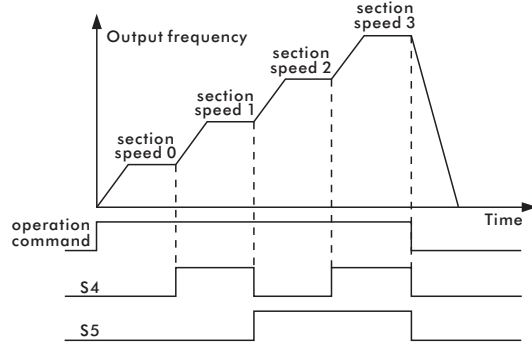 section
speed 3
Output frequency
section
speed 2
section
speed 1
section
speed 0
Time
operation
command
S4
S5